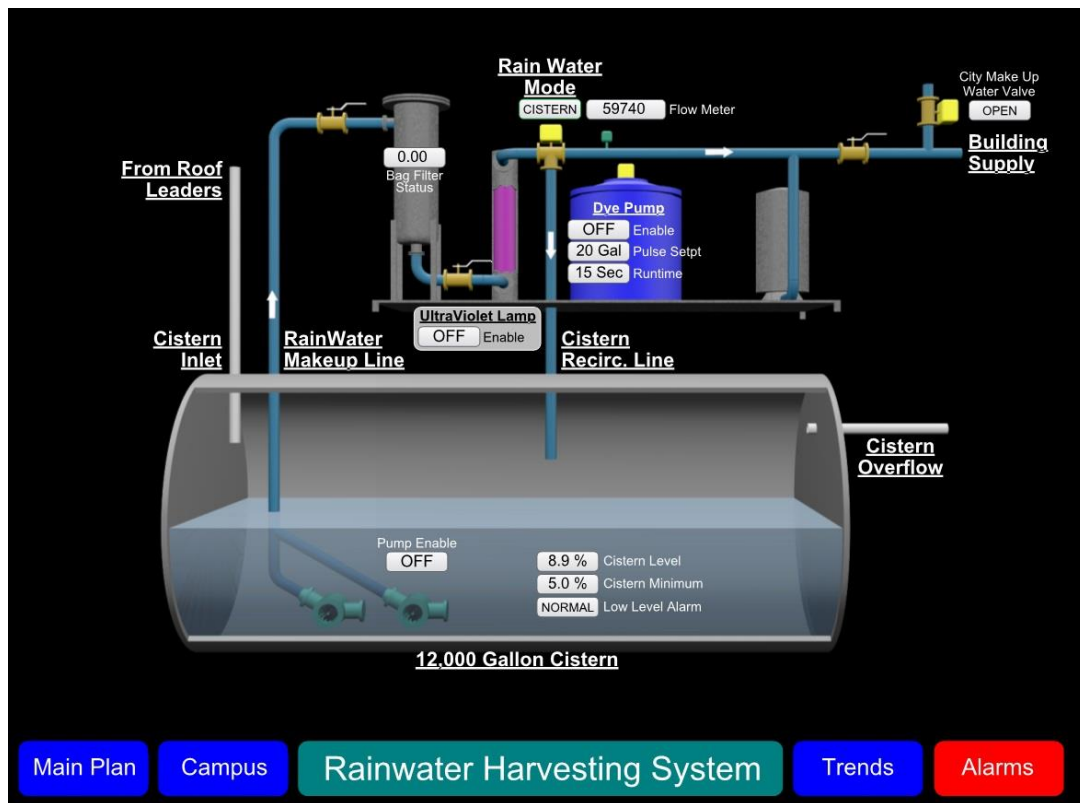 Rain Water
Mode
CISTERN
59740
Flow Meter
City Make Up
Water Valve
OPEN
Building
Supply
From Roof
Leaders
0.00
Bag Filter
Status
Dye Pump
OFF Enable
20 Gal Pulse Setpt
15 Sec Runtime
UltraViolet Lamp
OFF Enable
Cistern
Inlet
RainWater
Makeup Line
Cistern
Recirc. Line
Cistern
Overflow
Pump Enable
OFF
8.9 % Cistern Level
5.0 % Cistern Minimum
NORMAL Low Level Alarm
12,000 Gallon Cistern
Main Plan
Campus
Rainwater Harvesting System
Trends
Alarms